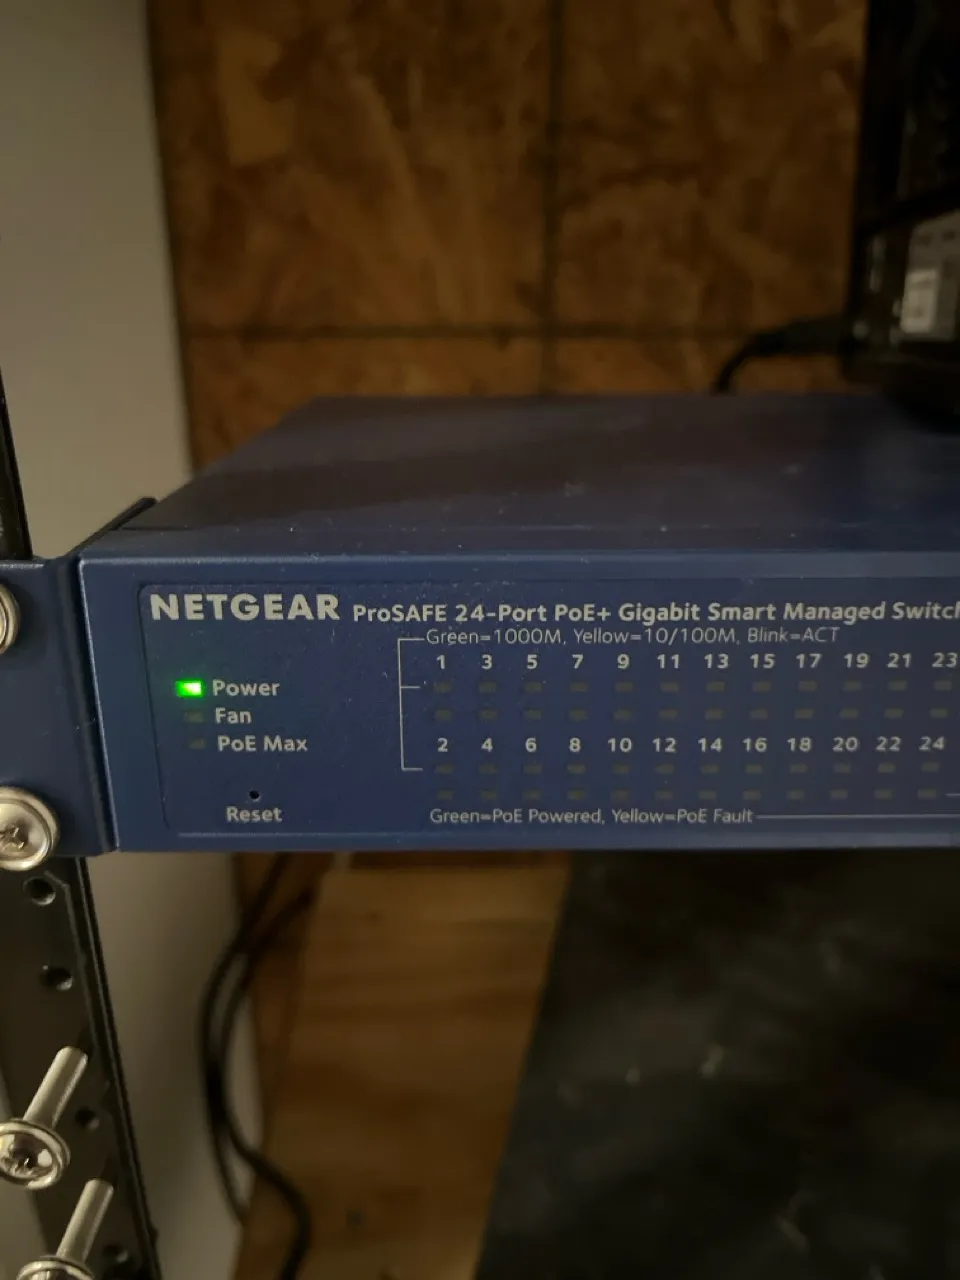 NETGEAR ProSAFE 24-Port PoE+ Gigabit Smart Managed Switch
Green=1000M, Yellow=10/100M, Blink=ACT
1 3 5 7 9 11 13 15 17 19 21 23
Power
Fan
PoE Max
2 4 6 8 10 12 14 16 18 20 22 24
Reset
Green=PoE Powered, Yellow=PoE Fault